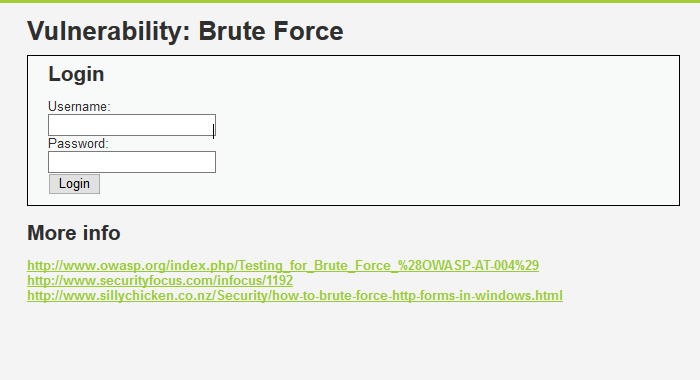 Vulnerability: Brute Force
Login
Username:
Password:
Login
More info
http://www.owasp.org/index.php/Testing_for_Brute_Force_%28OWASP-AT-004%29
http://www.securityfocus.com/infocus/1192
http://www.sillychicken.co.nz/Security/how-to-brute-force-http-forms-in-windows.html